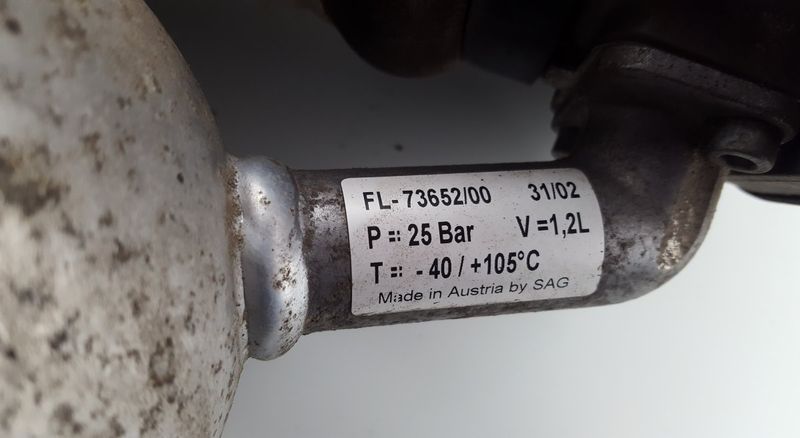 FL-73652/00 31/02
P = 25 Bar V =1,2L
T = - 40 / +105°C
Made in Austria by SAG